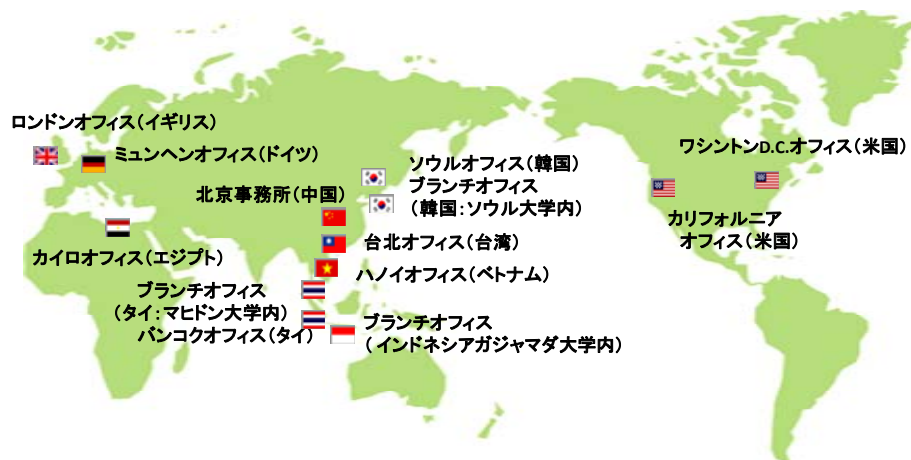 ロンドンオフィス(イギリス)
ミュンヘンオフィス(ドイツ)
ソウルオフィス(韓国)
ブランチオフィス
(韓国:ソウル大学内)
ワシントンD.C.オフィス(米国)
北京事務所(中国)
カリフォルニア
オフィス(米国)
台北オフィス(台湾)
カイロオフィス(エジプト)
ハノイオフィス(ベトナム)
ブランチオフィス
(タイ:マヒドン大学内)
バンコクオフィス(タイ)
ブランチオフィス
(インドネシアガジャマダ大学内)